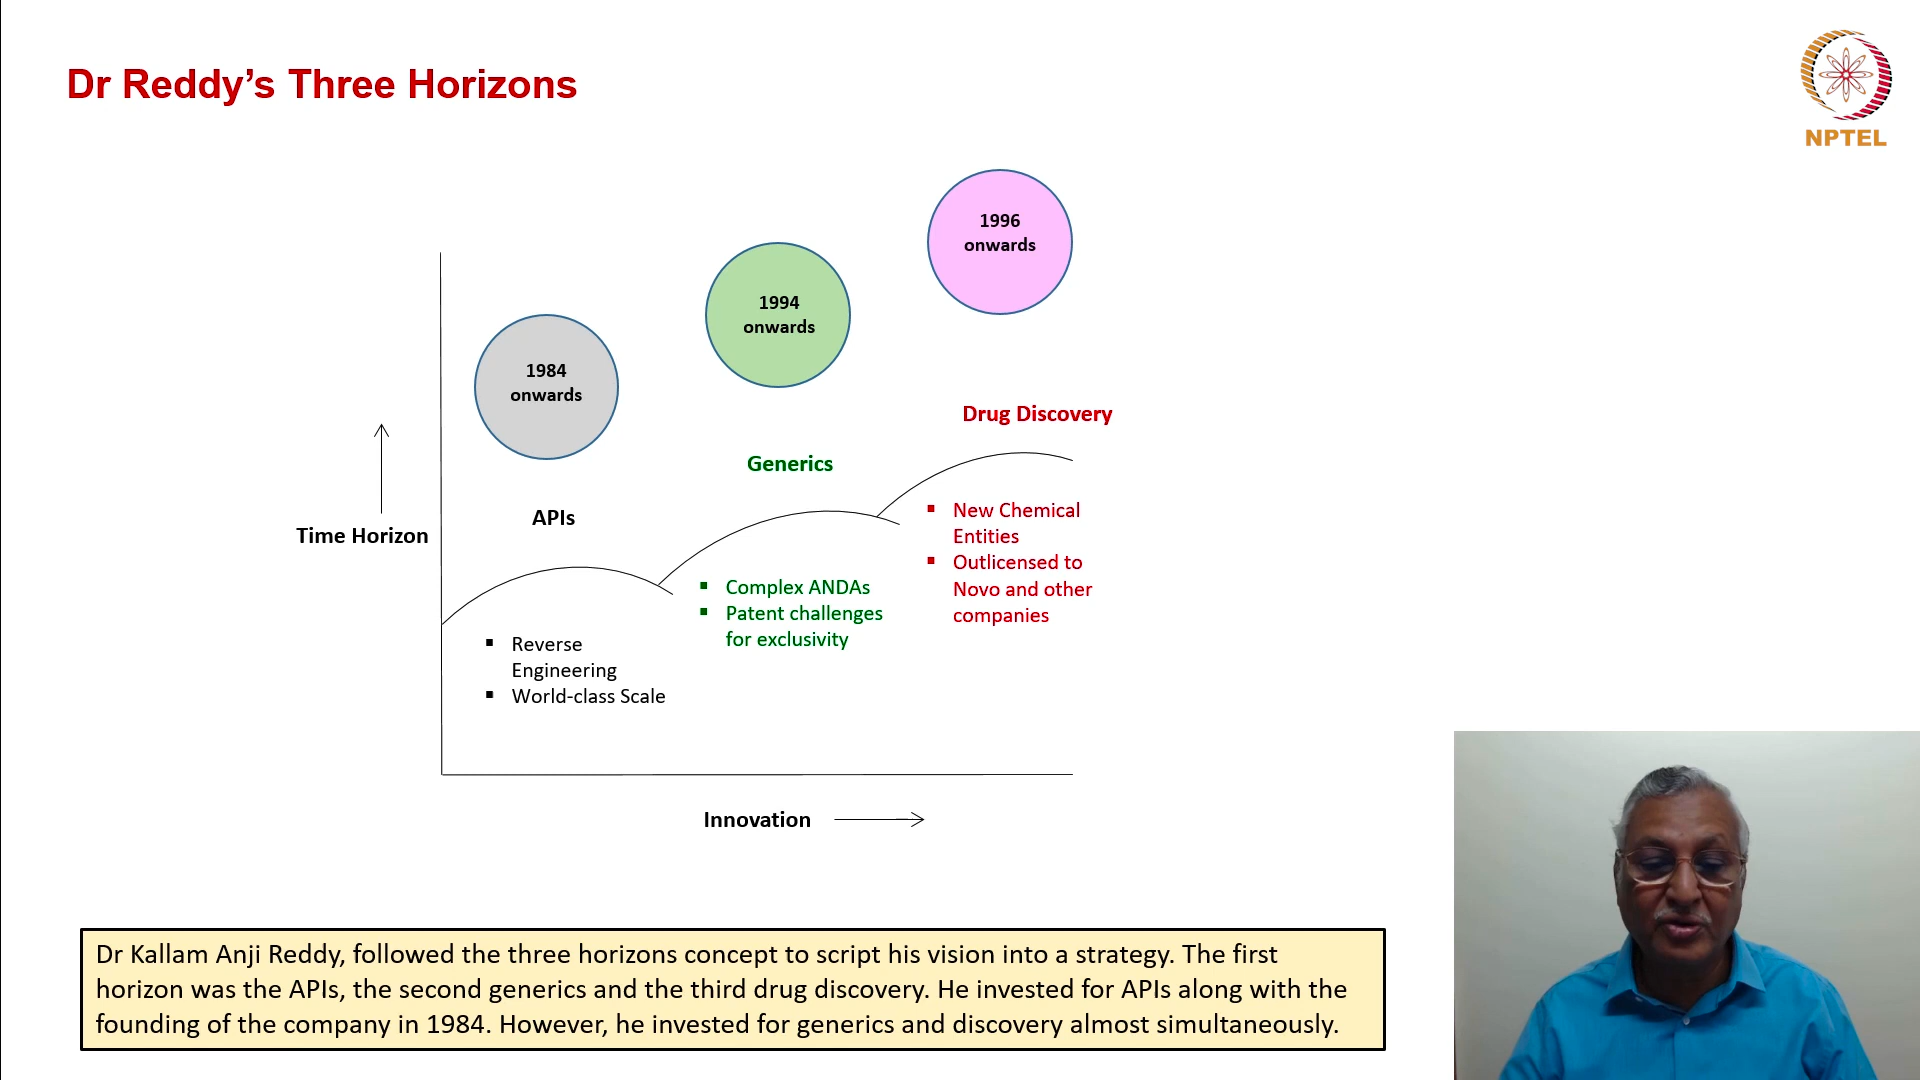 Dr Reddy’s Three Horizons
NPTEL
1996
onwards
1994
onwards
1984
onwards
Drug Discovery
Generics
APIs
Time Horizon
New Chemical
Entities
Outlicensed to
Novo and other
companies
Complex ANDAs
Patent challenges
for exclusivity
Reverse
Engineering
World-class Scale
Innovation
Dr Kallam Anji Reddy, followed the three horizons concept to script his vision into a strategy. The first
horizon was the APIs, the second generics and the third drug discovery. He invested for APIs along with the
founding of the company in 1984. However, he invested for generics and discovery almost simultaneously.